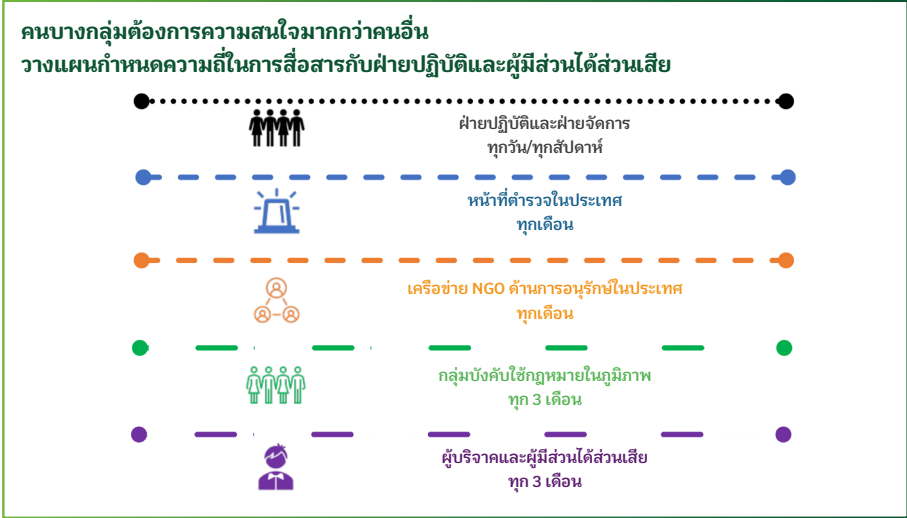 คนบางกลุ่มต้องการความสนใจมากกว่าคนอื่น
วางแผนกำหนดความถี่ในการสื่อสารกับฝ่ายปฏิบัติและผู้มีส่วนได้ส่วนเสีย
ฝ่ายปฏิบัติและฝ่ายจัดการ
ทุกวัน/ทุกสัปดาห์
หน้าที่ตำรวจในประเทศ
ทุกเดือน
เครือข่าย NGO ด้านการอนุรักษ์ในประเทศ
ทุกเดือน
กลุ่มบังคับใช้กฎหมายในภูมิภาพ
ทุก 3 เดือน
ผู้บริจาคและผู้มีส่วนได้ส่วนเสีย
ทุก 3 เดือน